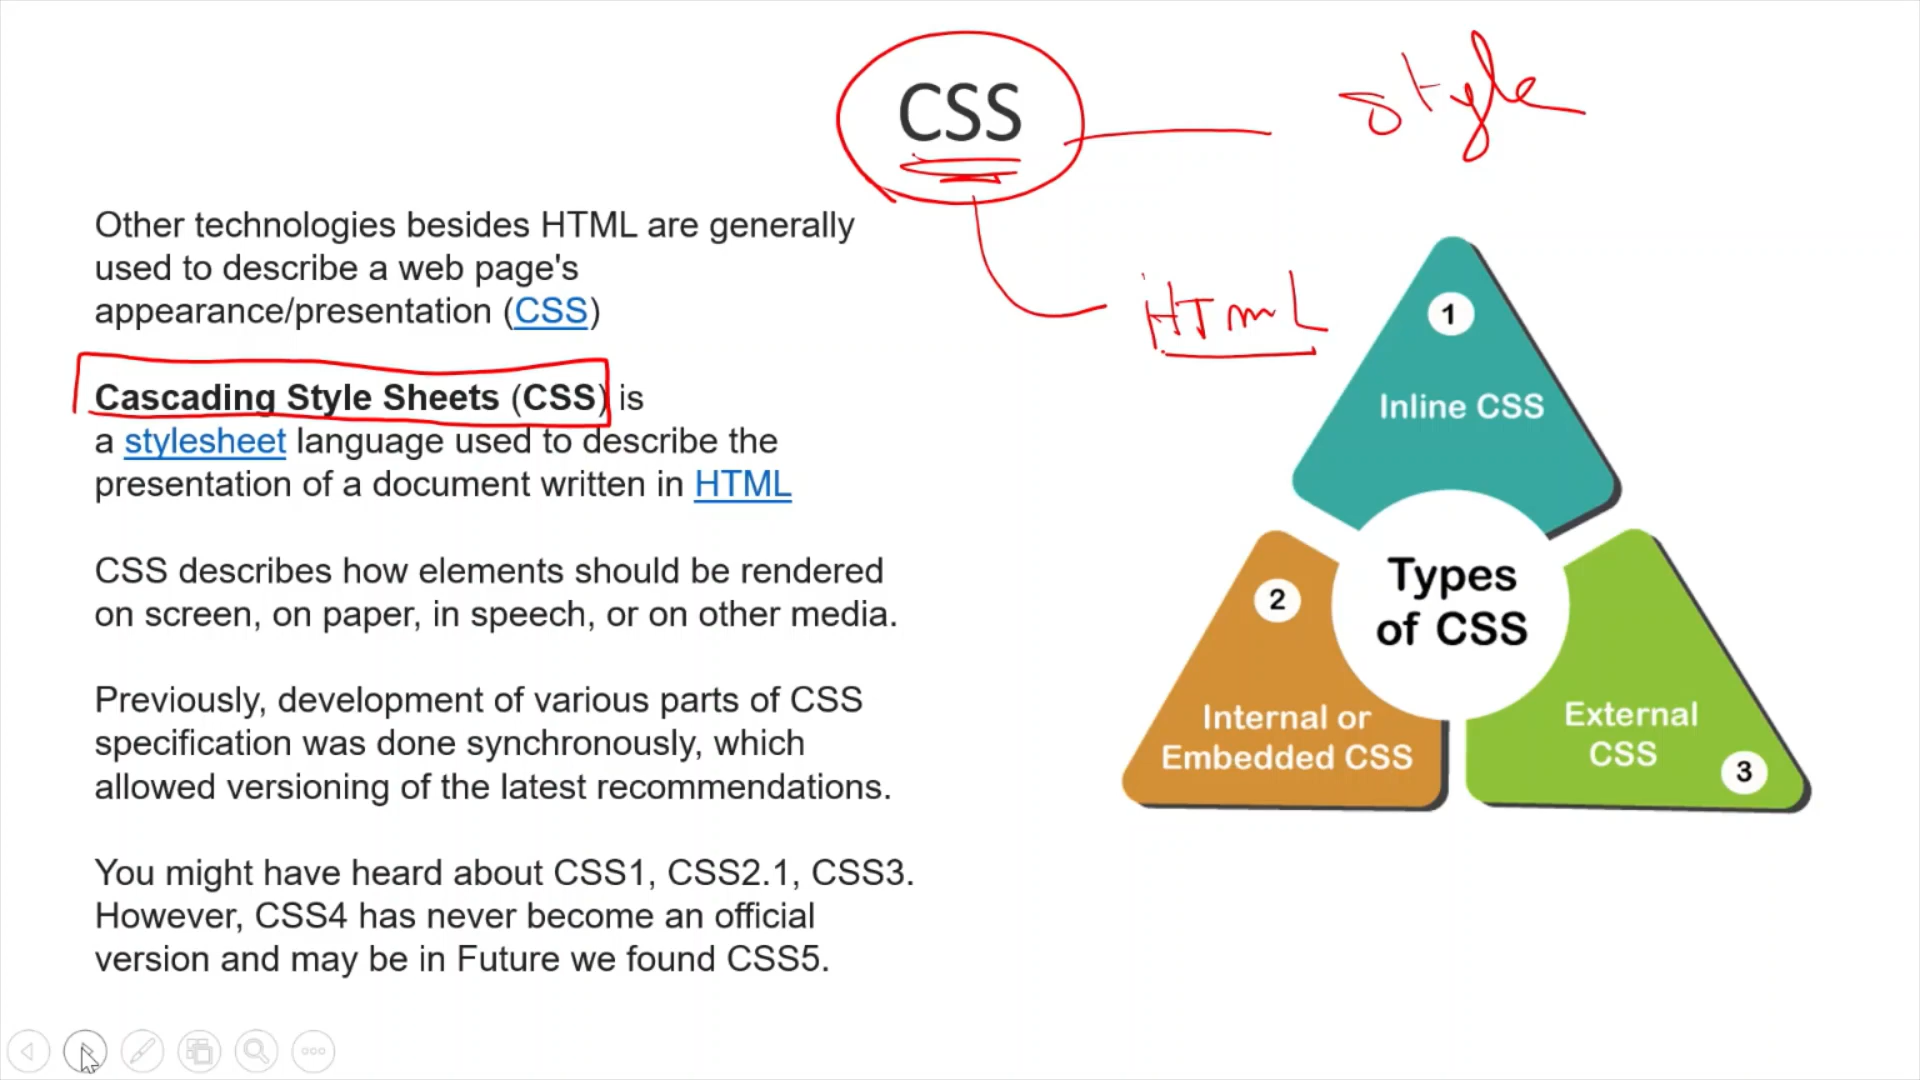 CSS
style
HTmL
Other technologies besides HTML are generally
used to describe a web page's
appearance/presentation (CSS)
Cascading Style Sheets (CSS) is
a stylesheet language used to describe the
presentation of a document written in HTML
CSS describes how elements should be rendered
on screen, on paper, in speech, or on other media.
Previously, development of various parts of CSS
specification was done synchronously, which
allowed versioning of the latest recommendations.
You might have heard about CSS1, CSS2.1, CSS3.
However, CSS4 has never become an official
version and may be in Future we found CSS5.
1
Inline CSS
Types
of CSS
2
Internal or
Embedded CSS
External
CSS
3